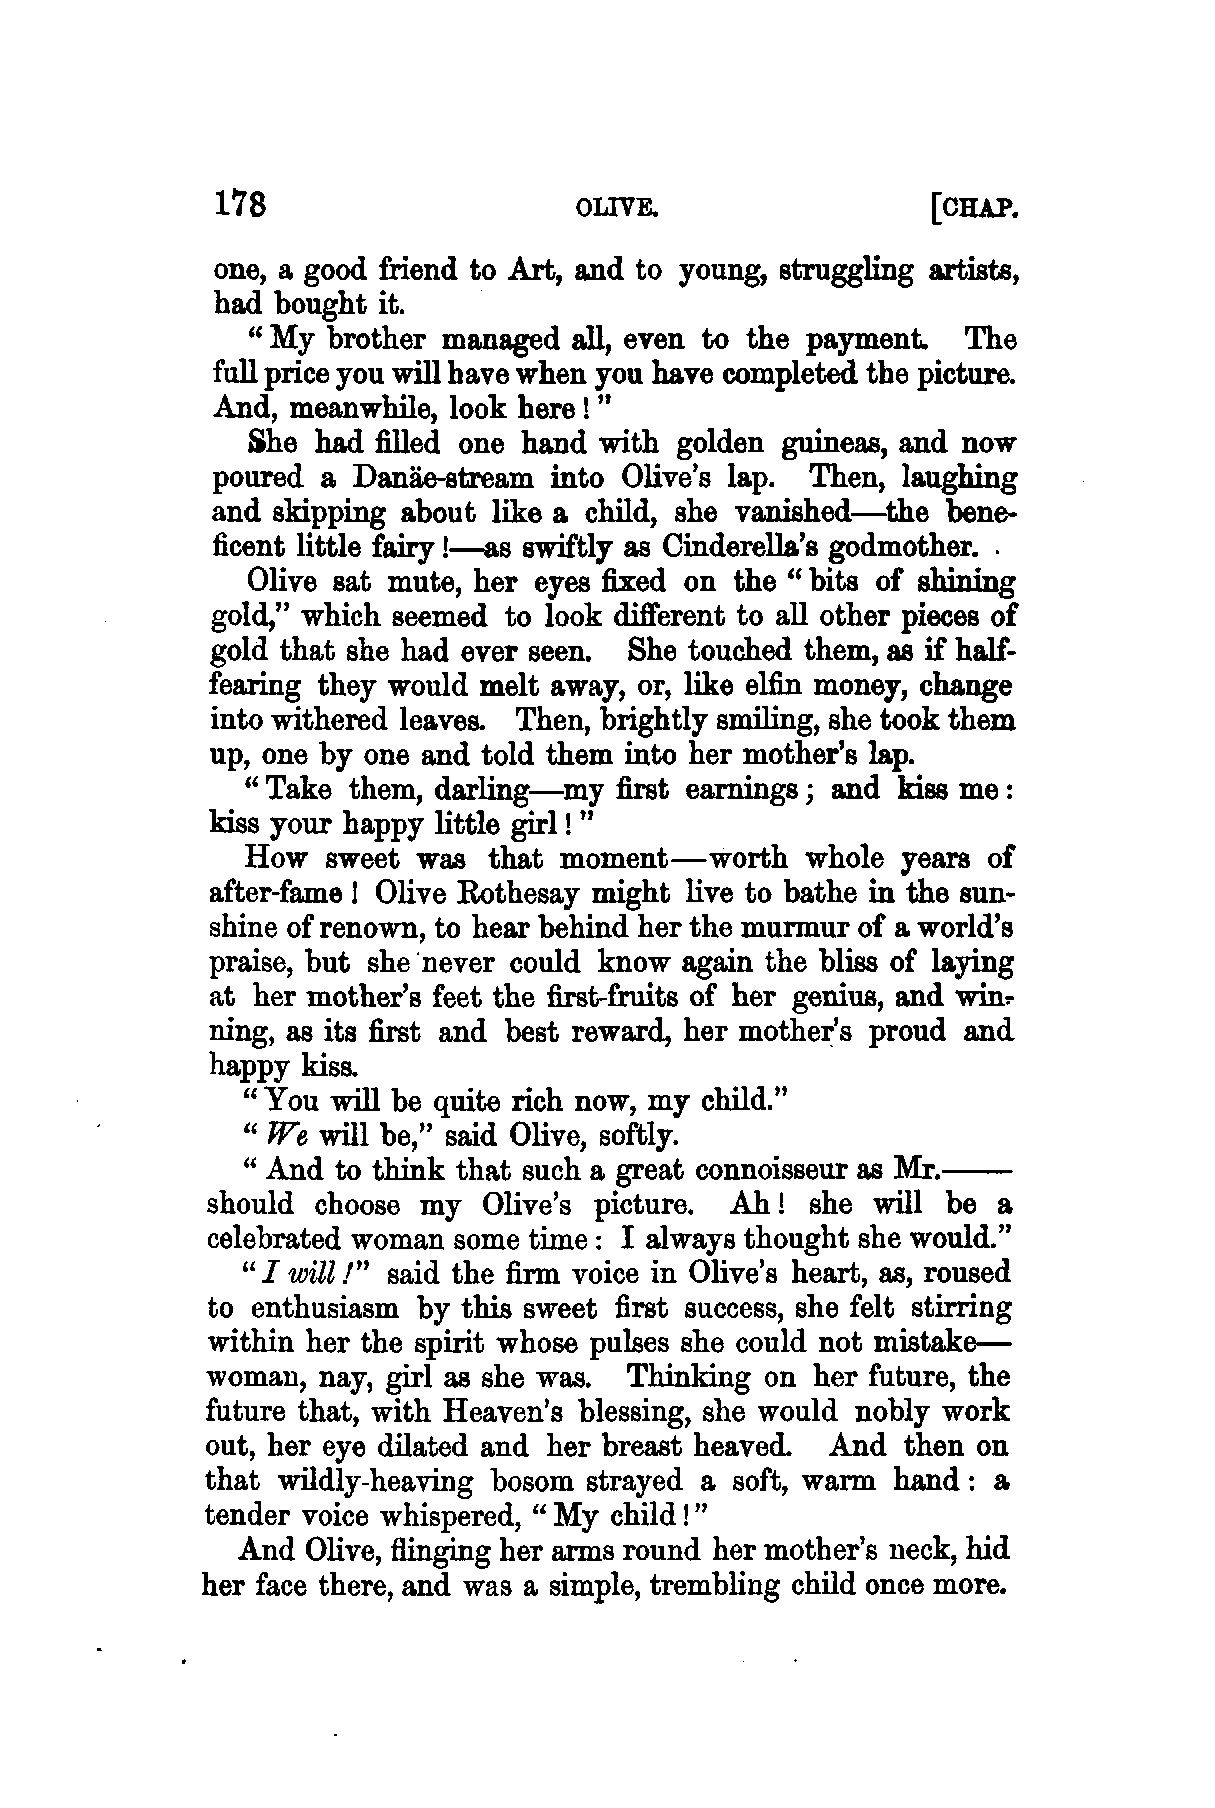 178 OLIVE. [CHAP.
one, a good friend to Art, and to young, struggling artists,
had bought it.
“ My brother managed all, even to the payment. The
full price you will have when you have completed the picture.
And, meanwhile, look here ! ”
She had filled one hand with golden guineas, and now
poured a Danäe-stream into Olive’s lap. Then, laughing
and skipping about like a child, she vanished—the bene-
ficent little fairy !—as swiftly as Cinderella’s godmother.
Olive sat mute, her eyes fixed on the “ bits of shining
gold,” which seemed to look different to all other pieces of
gold that she had ever seen. She touched them, as if half-
fearing they would melt away, or, like elfin money, change
into withered leaves. Then, brightly smiling, she took them
up, one by one and told them into her mother’s lap.
“ Take them, darling—my first earnings ; and kiss me :
kiss your happy little girl ! ”
How sweet was that moment—worth whole years of
after-fame ! Olive Rothesay might live to bathe in the sun-
shine of renown, to hear behind her the murmur of a world’s
praise, but she never could know again the bliss of laying
at her mother’s feet the first-fruits of her genius, and win-
ning, as its first and best reward, her mother’s proud and
happy kiss.
“ You will be quite rich now, my child.”
“ We will be,” said Olive, softly.
“ And to think that such a great connoisseur as Mr.——
should choose my Olive’s picture. Ah ! she will be a
celebrated woman some time : I always thought she would.”
“ I will !” said the firm voice in Olive’s heart, as, roused
to enthusiasm by this sweet first success, she felt stirring
within her the spirit whose pulses she could not mistake—
woman, nay, girl as she was. Thinking on her future, the
future that, with Heaven’s blessing, she would nobly work
out, her eye dilated and her breast heaved. And then on
that wildly-heaving bosom strayed a soft, warm hand : a
tender voice whispered, “ My child ! ”
And Olive, flinging her arms round her mother’s neck, hid
her face there, and was a simple, trembling child once more.